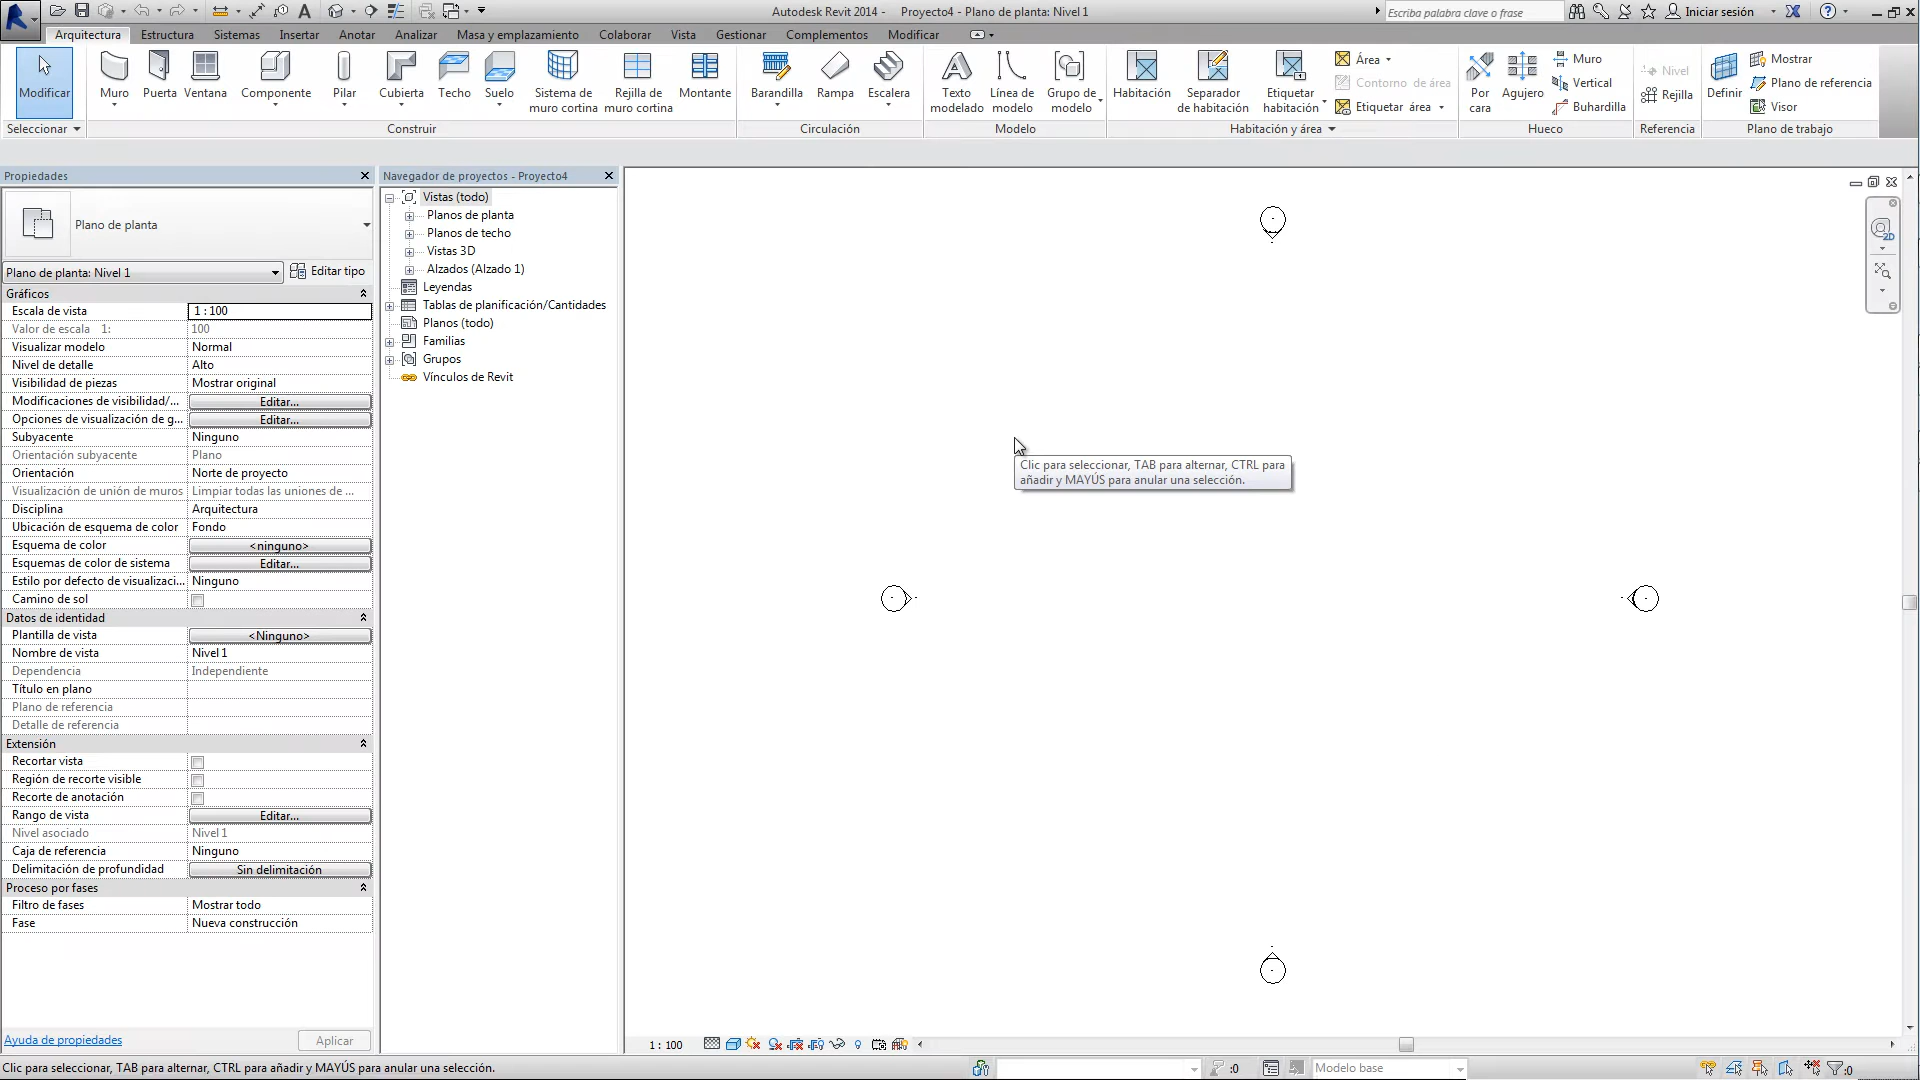 Autodesk Revit 2014 -    Proyecto4 - Plano de planta: Nivel 1
Escriba palabra clave o frase
Iniciar sesión
Arquitectura Estructura Sistemas Insertar Anotar Analizar Masa y emplazamiento Colaborar Vista Gestionar Complementos Modificar
Modificar
Muro
Puerta
Ventana
Componente
Pilar
Cubierta
Techo
Suelo
Sistema de
muro cortina
Rejilla de
muro cortina
Montante
Barandilla
Rampa
Escalera
Texto
modelado
Línea de
modelo
Grupo de
modelo
Habitación
Separador
de habitación
Etiquetar
habitación
Área
Contorno de área
Etiquetar área
Por
cara
Agujero
Muro
Vertical
Buhardilla
Nivel
Rejilla
Definir
Mostrar
Plano de referencia
Visor
Seleccionar
Construir
Circulación
Modelo
Habitación y área
Hueco
Referencia
Plano de trabajo
Propiedades
Plano de planta
Plano de planta: Nivel 1
Editar tipo
Gráficos
Escala de vista 1 : 100
Valor de escala 1: 100
Visualizar modelo Normal
Nivel de detalle Alto
Visibilidad de piezas Mostrar original
Modificaciones de visibilidad/... Editar...
Opciones de visualización de g... Editar...
Subyacente Ninguno
Orientación subyacente Plano
Orientación Norte de proyecto
Visualización de unión de muros Limpiar todas las uniones de ...
Disciplina Arquitectura
Ubicación de esquema de color Fondo
Esquema de color <ninguno>
Esquemas de color de sistema Editar...
Estilo por defecto de visualizaci... Ninguno
Camino de sol
Datos de identidad
Plantilla de vista <Ninguno>
Nombre de vista Nivel 1
Dependencia Independiente
Título en plano
Plano de referencia
Detalle de referencia
Extensión
Recortar vista
Región de recorte visible
Recorte de anotación
Rango de vista Editar...
Nivel asociado Nivel 1
Caja de referencia Ninguno
Delimitación de profundidad Sin delimitación
Proceso por fases
Filtro de fases Mostrar todo
Fase Nueva construcción
Ayuda de propiedades
Aplicar
Navegador de proyectos - Proyecto4
Vistas (todo)
Planos de planta
Planos de techo
Vistas 3D
Alzados (Alzado 1)
Leyendas
Tablas de planificación/Cantidades
Planos (todo)
Familias
Grupos
Vínculos de Revit
2D
Clic para seleccionar, TAB para alternar, CTRL para
añadir y MAYÚS para anular una selección.
1 : 100
Clic para seleccionar, TAB para alternar, CTRL para añadir y MAYÚS para anular una selección.
:0
Modelo base
:0